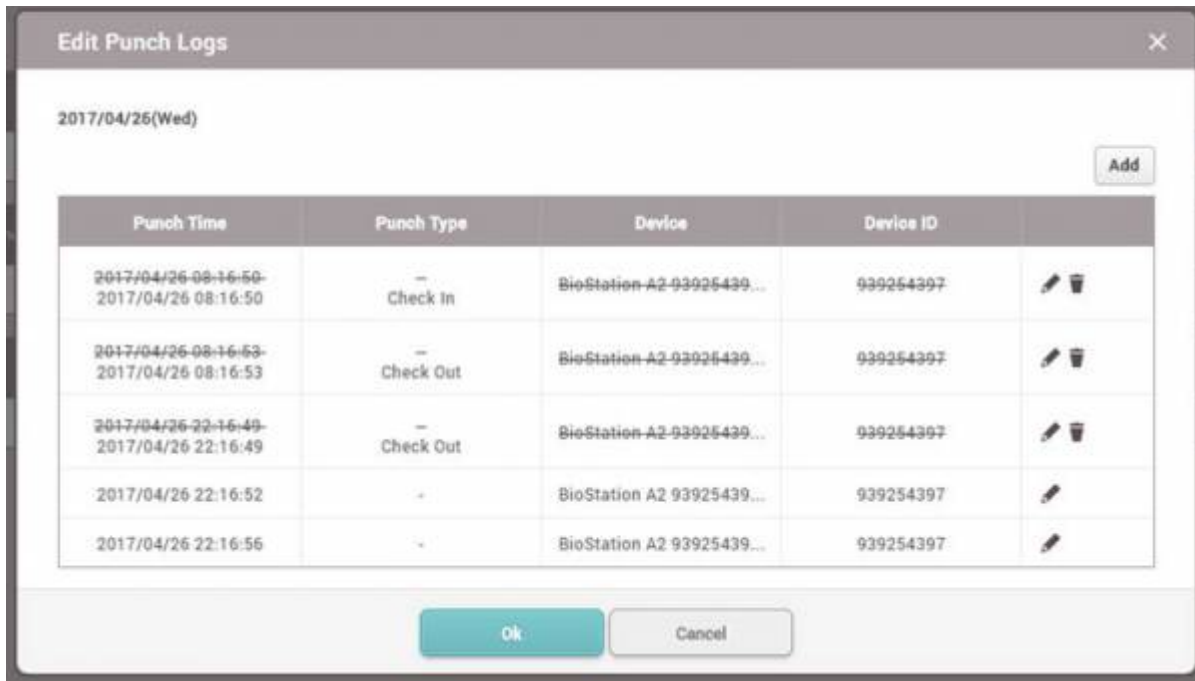 Edit Punch Logs
2017/04/26(Wed)
Add
Punch Time Punch Type Device Device ID
2017/04/26 08:16:50 – BioStation A2 93925439... 939254397
2017/04/26 08:16:50 Check In
2017/04/26 08:16:53 – BioStation A2 93925439... 939254397
2017/04/26 08:16:53 Check Out
2017/04/26 22:16:49 – BioStation A2 93925439... 939254397
2017/04/26 22:16:49 Check Out
2017/04/26 22:16:52 - BioStation A2 93925439... 939254397
2017/04/26 22:16:56 - BioStation A2 93925439... 939254397
Ok Cancel